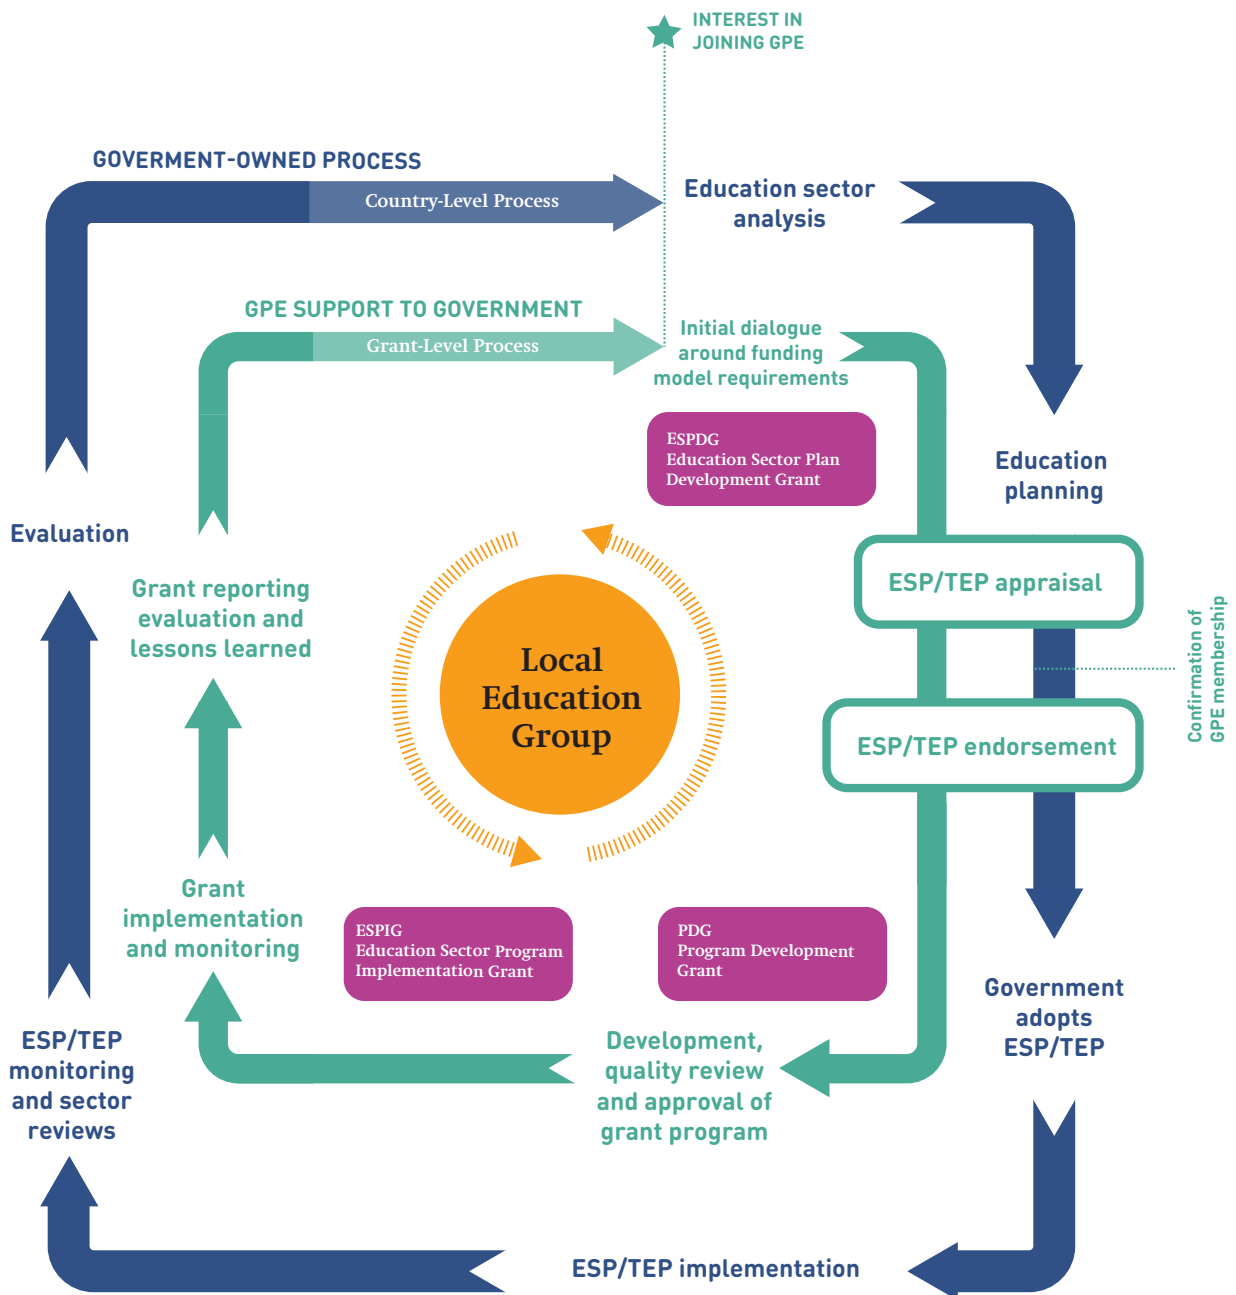 INTEREST IN
JOINING GPE
GOVERMENT-OWNED PROCESS
Country-Level Process
Education sector
analysis
GPE SUPPORT TO GOVERNMENT
Grant-Level Process
Initial dialogue
around funding
model requirements
ESPDG
Education Sector Plan
Development Grant
Education
planning
Evaluation
ESP/TEP appraisal
Grant reporting
evaluation and
lessons learned
Confirmation of
GPE membership
Local
Education
Group
ESP/TEP endorsement
Grant
implementation
and monitoring
ESPIG
Education Sector Program
Implementation Grant
PDG
Program Development
Grant
Government
adopts
ESP/TEP
ESP/TEP
monitoring
and sector
reviews
Development,
quality review
and approval of
grant program
ESP/TEP implementation